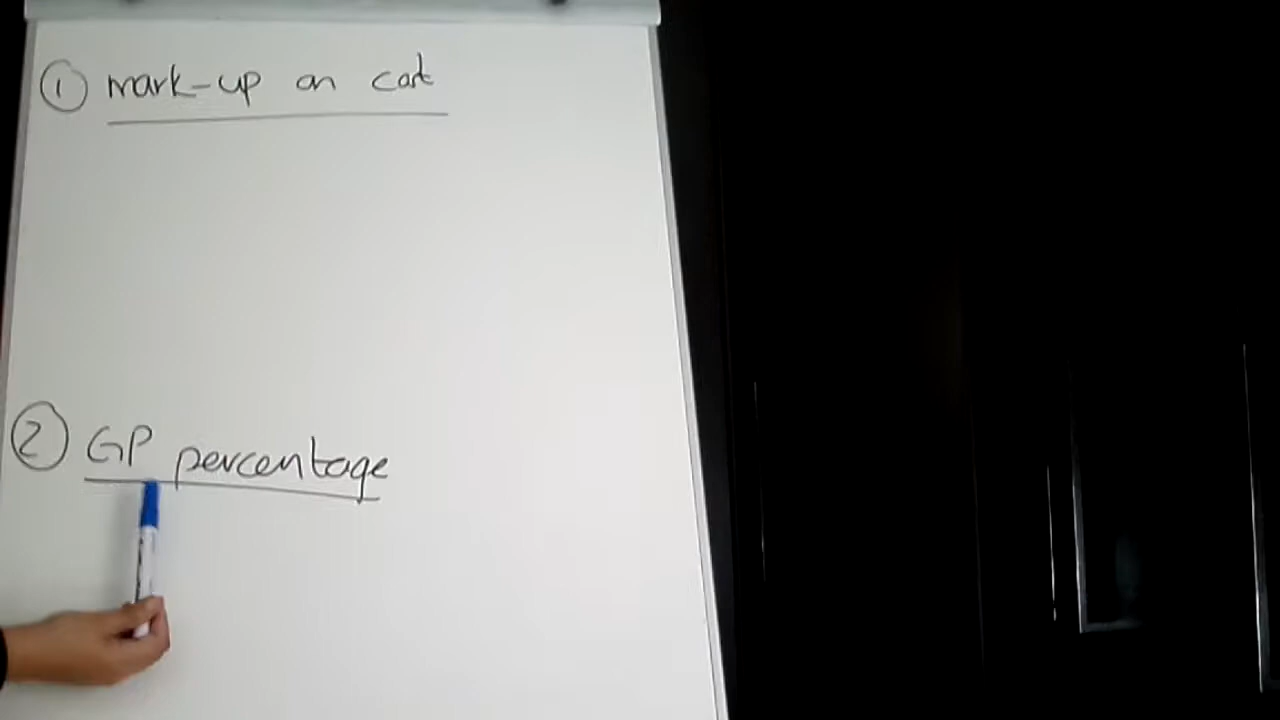 ① mark-up on cost
② GP percentage